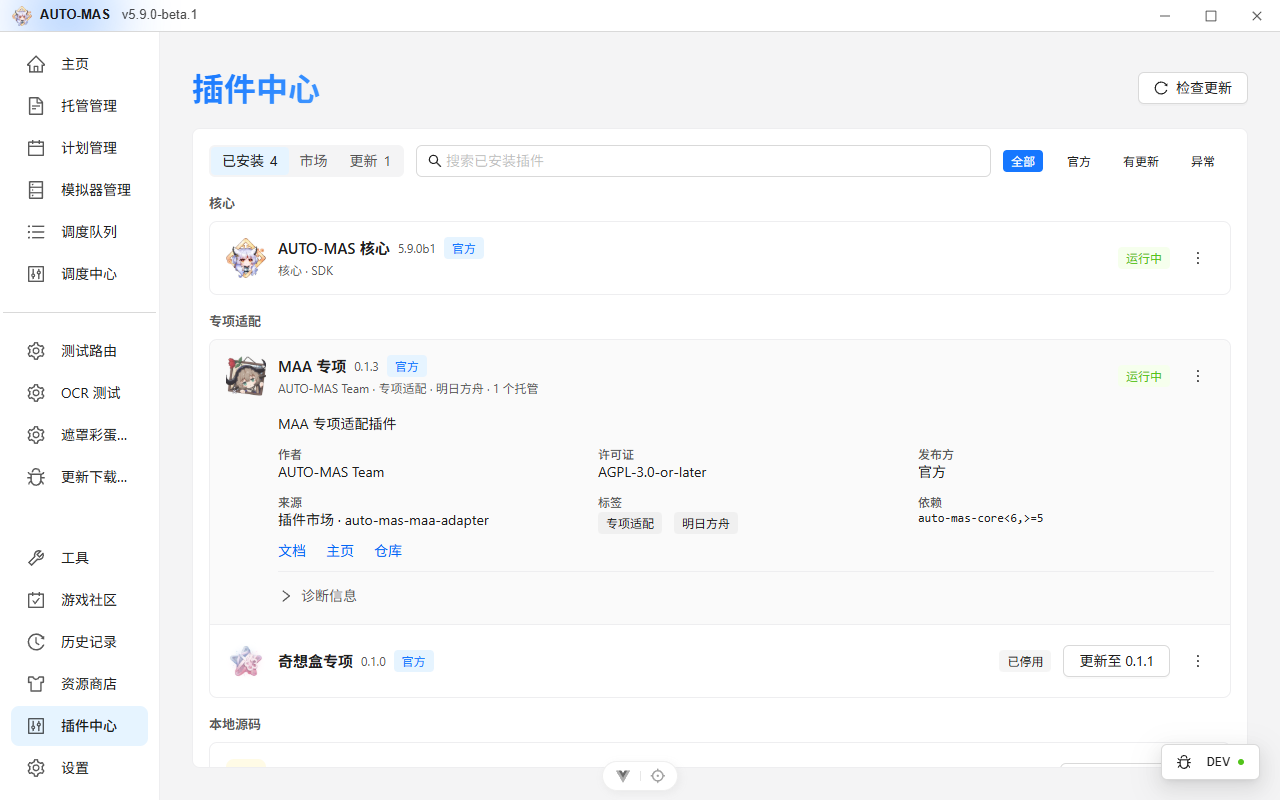 AUTO-MAS v5.9.0-beta.1
主页
托管管理
计划管理
模拟器管理
调度队列
调度中心
测试路由
OCR 测试
遮罩彩蛋...
更新下载...
工具
游戏社区
历史记录
资源商店
插件中心
设置
插件中心
检查更新
已安装 4 市场 更新 1
搜索已安装插件
全部 官方 有更新 异常
核心
AUTO-MAS 核心 5.9.0b1 官方
核心 · SDK
运行中
专项适配
MAA 专项 0.1.3 官方
AUTO-MAS Team · 专项适配 · 明日方舟 · 1 个托管
运行中
MAA 专项适配插件
作者 许可证 发布方
AUTO-MAS Team AGPL-3.0-or-later 官方
来源 标签 依赖
插件市场 · auto-mas-maa-adapter 专项适配 明日方舟 auto-mas-core<6,>=5
文档 主页 仓库
诊断信息
奇想盒专项 0.1.0 官方
已停用 更新至 0.1.1
本地源码
DEV